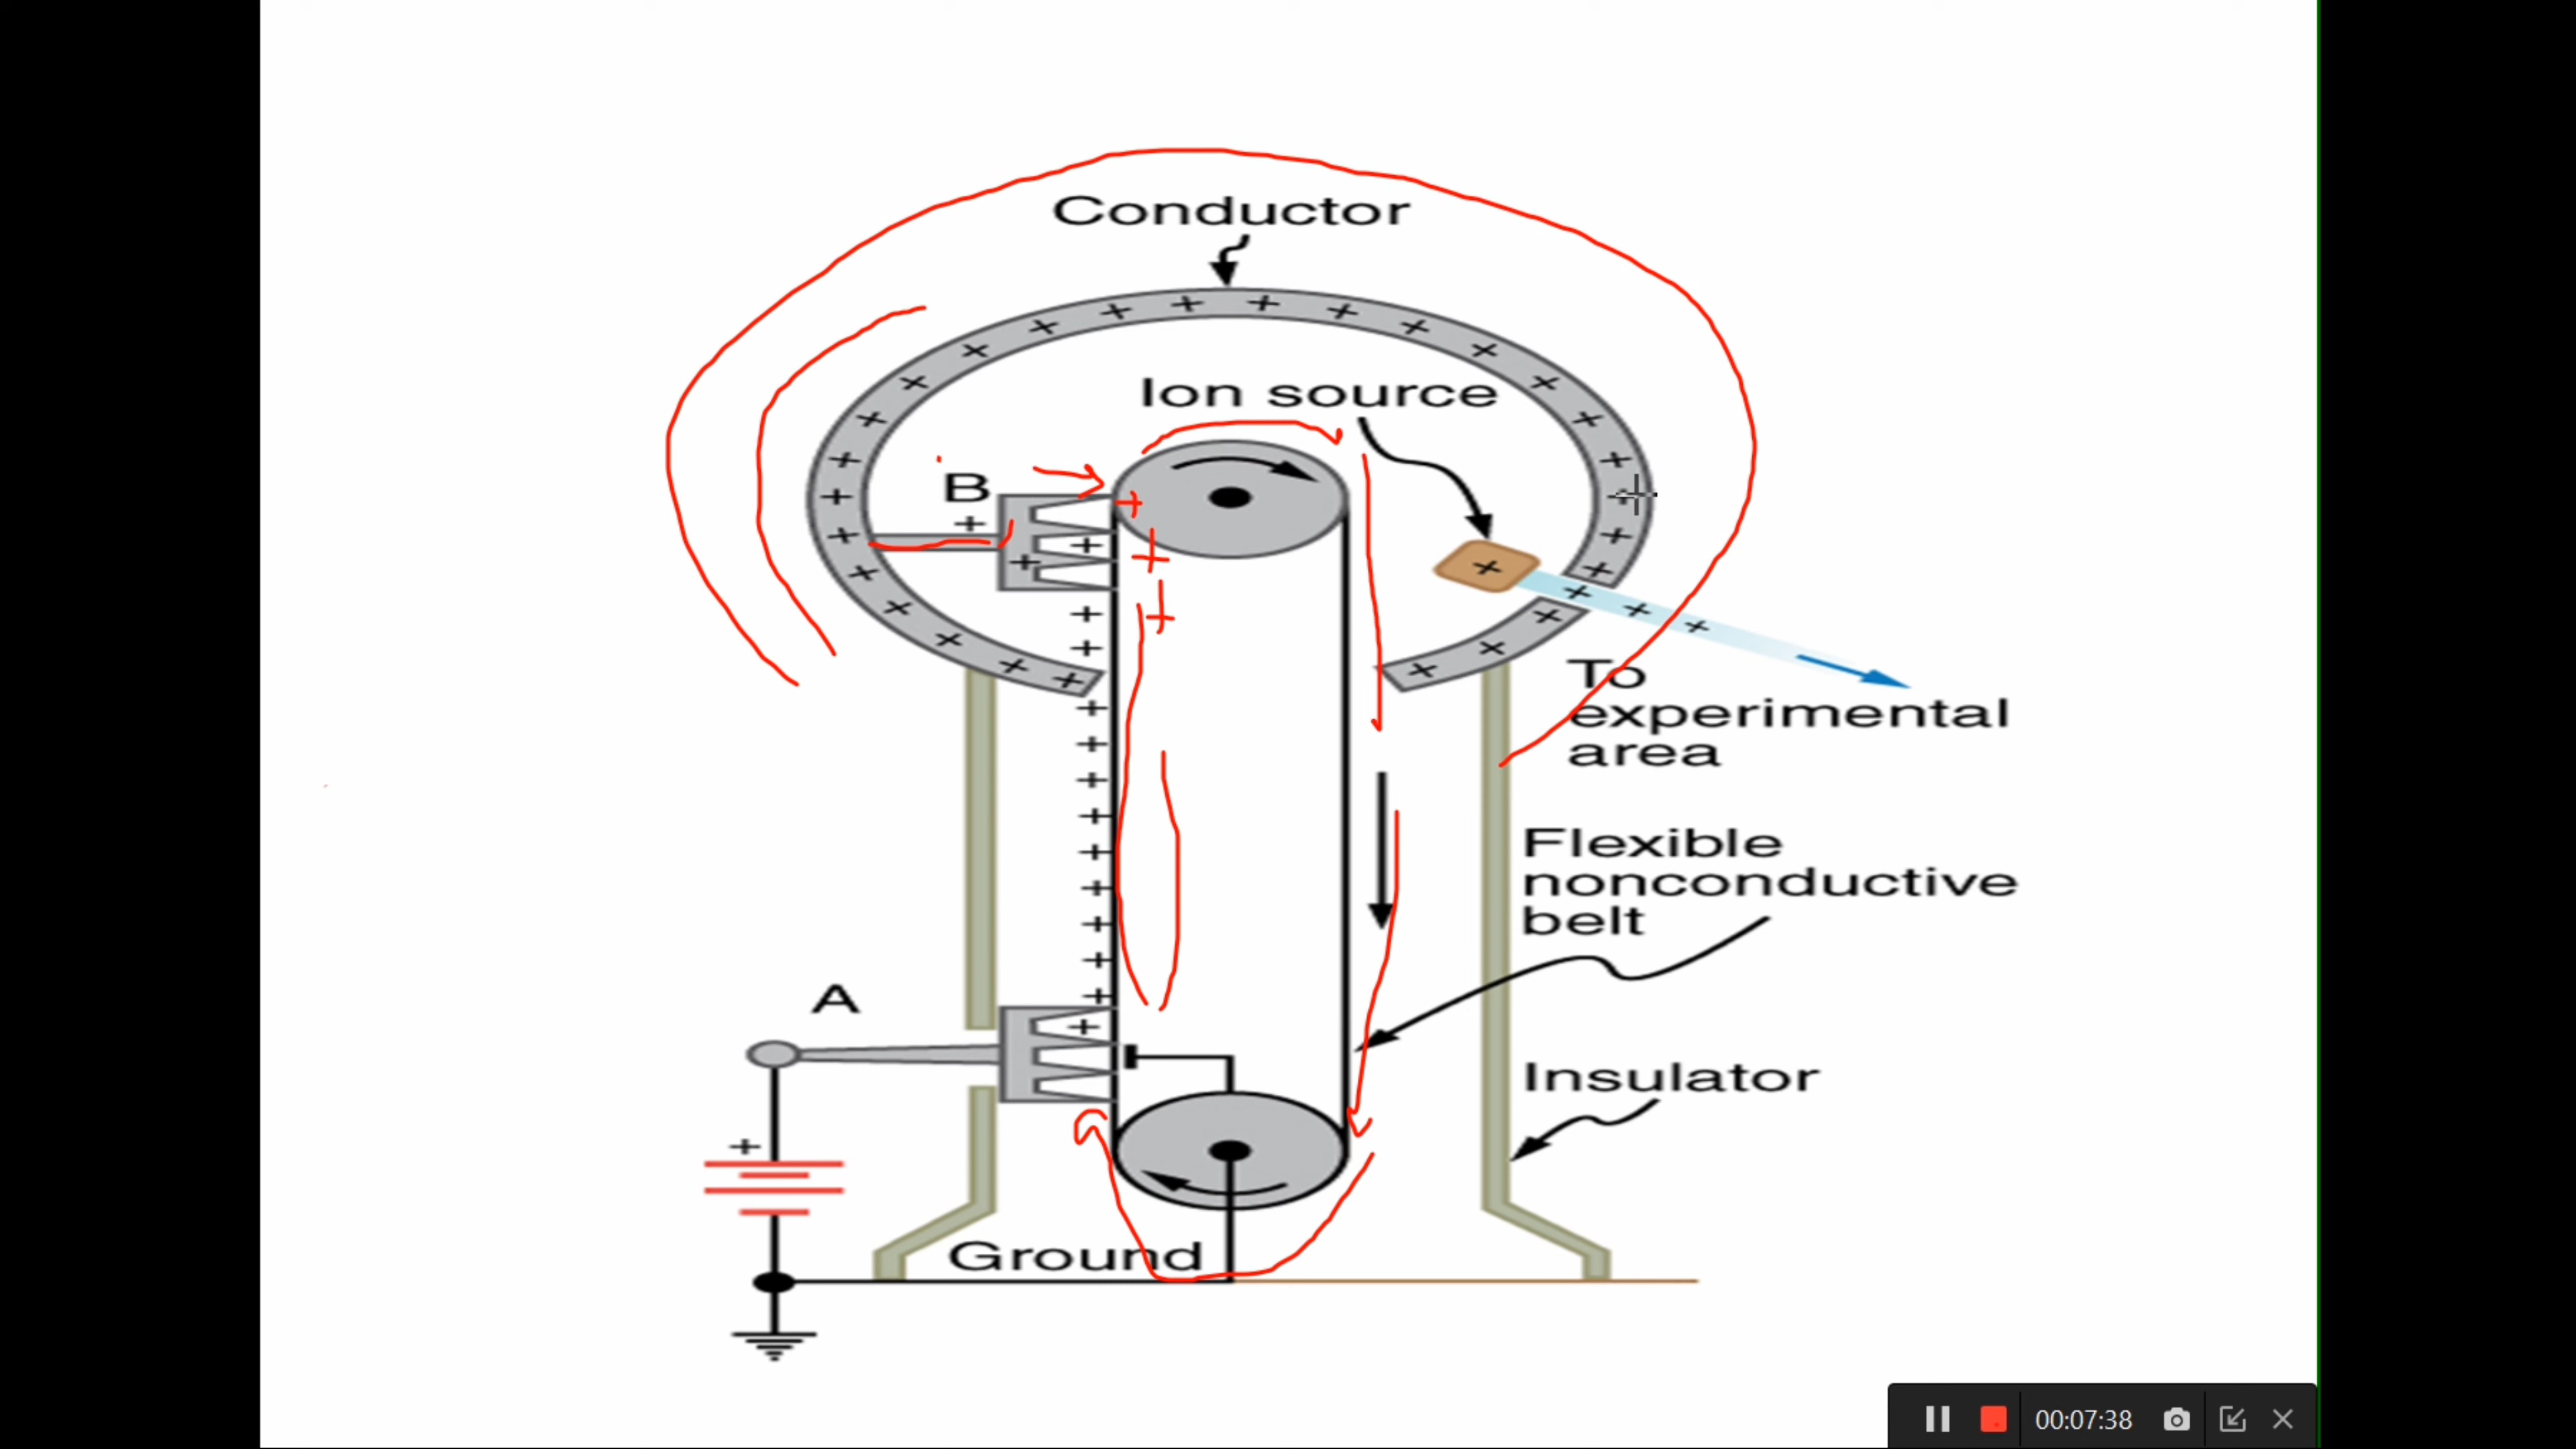 Conductor
Ion source
B
To
experimental
area
Flexible
nonconductive
belt
A
Insulator
Ground
00:07:38